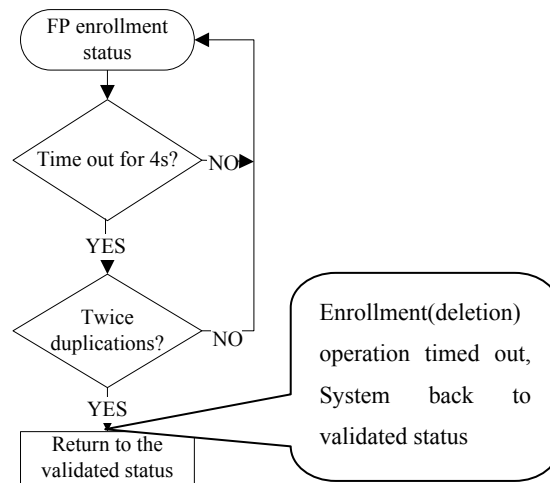 FP enrollment
status
Time out for 4s?
NO
YES
Twice
duplications?
NO
YES
Return to the
validated status
Enrollment(deletion)
operation timed out,
System back to
validated status